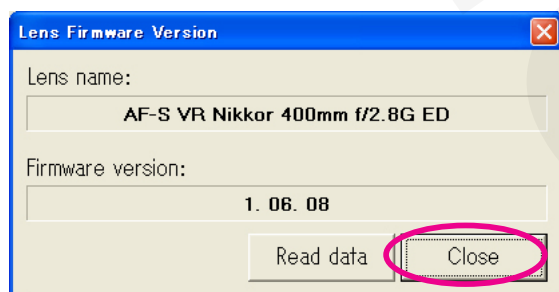 Lens Firmware Version
Lens name:
AF-S VR Nikkor 400mm f/2.8G ED
Firmware version:
1. 06. 08
Read data Close